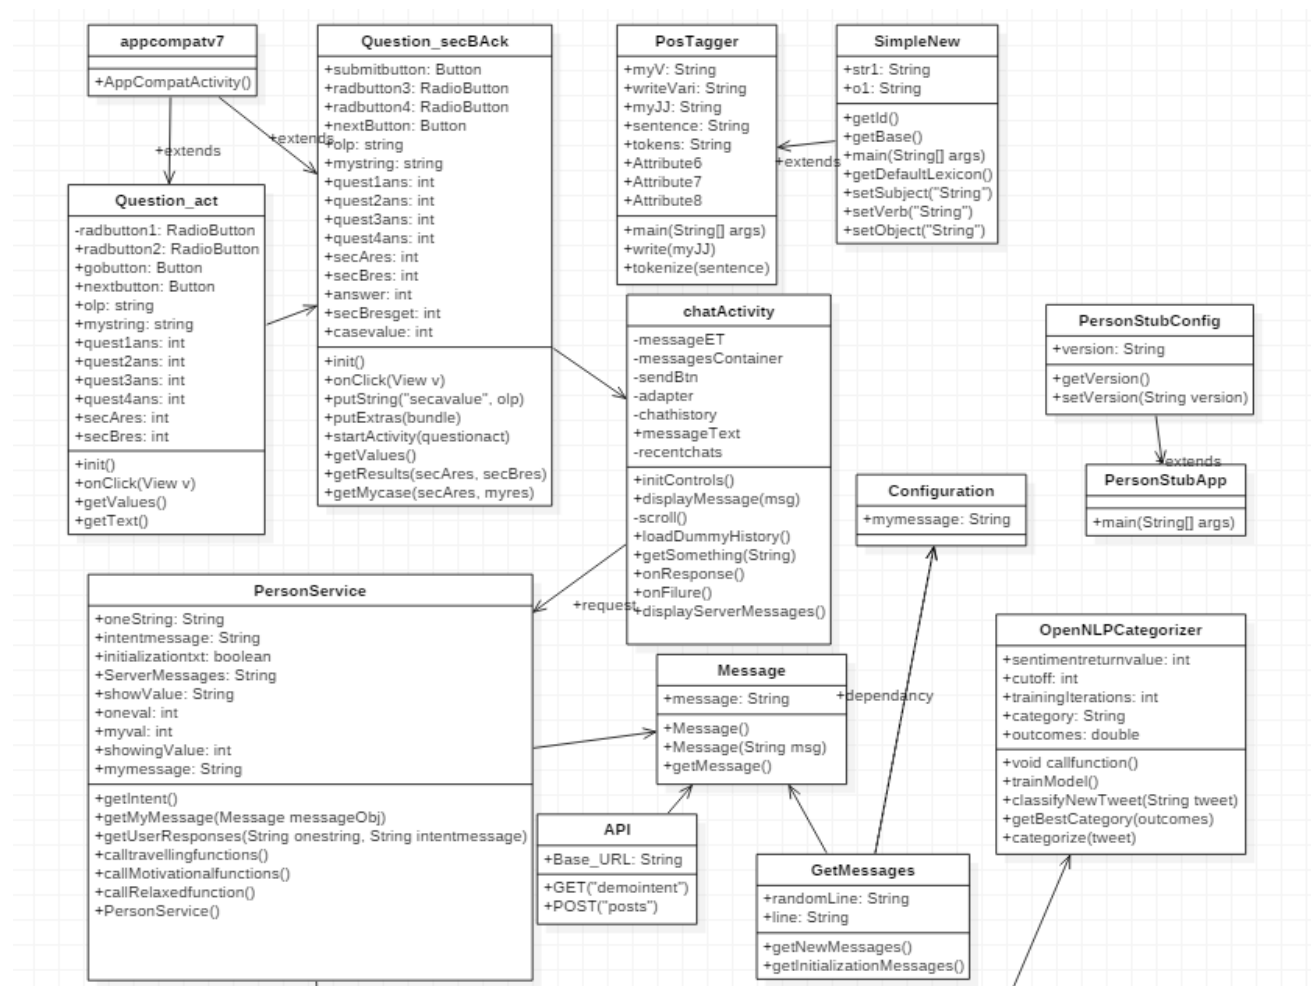 appcompatv7
+AppCompatActivity()
+extends
+extends
Question_act
-radbutton1: RadioButton
+radbutton2: RadioButton
+gobutton: Button
+nextbutton: Button
+olp: string
+mystring: string
+quest1ans: int
+quest2ans: int
+quest3ans: int
+quest4ans: int
+secAres: int
+secBres: int
+init()
+onClick(View v)
+getValues()
+getText()
Question_secBAck
+submitbutton: Button
+radbutton3: RadioButton
+radbutton4: RadioButton
+nextButton: Button
+olp: string
+mystring: string
+quest1ans: int
+quest2ans: int
+quest3ans: int
+quest4ans: int
+secAres: int
+secBres: int
+answer: int
+secBresget: int
+casevalue: int
+init()
+onClick(View v)
+putString("secavalue", olp)
+putExtras(bundle)
+startActivity(questionact)
+getValues()
+getResults(secAres, secBres)
+getMycase(secAres, myres)
PosTagger
+myV: String
+writeVari: String
+myJJ: String
+sentence: String
+tokens: String
+Attribute6
+Attribute7
+Attribute8
+main(String[] args)
+write(myJJ)
+tokenize(sentence)
+extends
SimpleNew
+str1: String
+o1: String
+getId()
+getBase()
+main(String[] args)
+getDefaultLexicon()
+setSubject("String")
+setVerb("String")
+setObject("String")
chatActivity
-messageET
-messagesContainer
-sendBtn
-adapter
-chathistory
+messageText
-recentchats
+initControls()
+displayMessage(msg)
-scroll()
+loadDummyHistory()
+getSomething(String)
+onResponse()
+onFilure()
+displayServerMessages()
+request
PersonStubConfig
+version: String
+getVersion()
+setVersion(String version)
+extends
PersonStubApp
+main(String[] args)
Configuration
+mymessage: String
PersonService
+oneString: String
+intentmessage: String
+initializationtxt: boolean
+ServerMessages: String
+showValue: String
+oneval: int
+myval: int
+showingValue: int
+mymessage: String
+getIntent()
+getMyMessage(Message messageObj)
+getUserResponses(String onestring, String intentmessage)
+calltravellingfunctions()
+callMotivationalfunctions()
+callRelaxedfunction()
+PersonService()
Message
+message: String
+Message()
+Message(String msg)
+getMessage()
+dependancy
API
+Base_URL: String
+GET("demointent")
+POST("posts")
GetMessages
+randomLine: String
+line: String
+getNewMessages()
+getInitializationMessages()
OpenNLPCategorizer
+sentimentreturnvalue: int
+cutoff: int
+trainingIterations: int
+category: String
+outcomes: double
+void callfunction()
+trainModel()
+classifyNewTweet(String tweet)
+getBestCategory(outcomes)
+categorize(tweet)